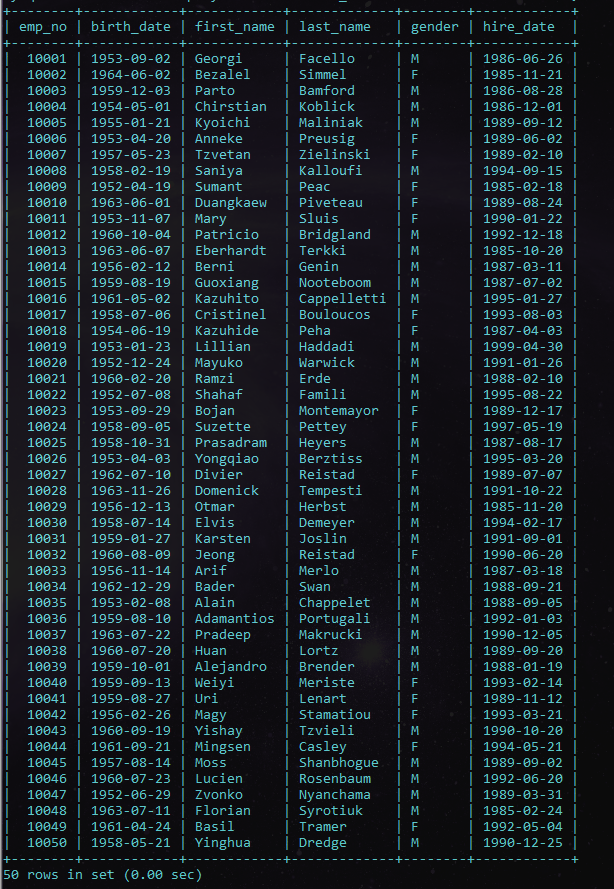 +--------+------------+------------+-----------+--------+------------+
| emp_no | birth_date | first_name | last_name | gender | hire_date  |
+--------+------------+------------+-----------+--------+------------+
| 10001 | 1953-09-02 | Georgi | Facello | M | 1986-06-26 |
| 10002 | 1964-06-02 | Bezalel | Simmel | F | 1985-11-21 |
| 10003 | 1959-12-03 | Parto | Bamford | M | 1986-08-28 |
| 10004 | 1954-05-01 | Chirstian | Koblick | M | 1986-12-01 |
| 10005 | 1955-01-21 | Kyoichi | Maliniak | M | 1989-09-12 |
| 10006 | 1953-04-20 | Anneke | Preusig | F | 1989-06-02 |
| 10007 | 1957-05-23 | Tzvetan | Zielinski | F | 1989-02-10 |
| 10008 | 1958-02-19 | Saniya | Kalloufi | M | 1994-09-15 |
| 10009 | 1952-04-19 | Sumant | Peac | F | 1985-02-18 |
| 10010 | 1963-06-01 | Duangkaew | Piveteau | F | 1989-08-24 |
| 10011 | 1953-11-07 | Mary | Sluis | F | 1990-01-22 |
| 10012 | 1960-10-04 | Patricio | Bridgland | M | 1992-12-18 |
| 10013 | 1963-06-07 | Eberhardt | Terkki | M | 1985-10-20 |
| 10014 | 1956-02-12 | Berni | Genin | M | 1987-03-11 |
| 10015 | 1959-08-19 | Guoxiang | Nooteboom | M | 1987-07-02 |
| 10016 | 1961-05-02 | Kazuhito | Cappelletti | M | 1995-01-27 |
| 10017 | 1958-07-06 | Cristinel | Bouloucos | F | 1993-08-03 |
| 10018 | 1954-06-19 | Kazuhide | Peha | F | 1987-04-03 |
| 10019 | 1953-01-23 | Lillian | Haddadi | M | 1999-04-30 |
| 10020 | 1952-12-24 | Mayuko | Warwick | M | 1991-01-26 |
| 10021 | 1960-02-20 | Ramzi | Erde | M | 1988-02-10 |
| 10022 | 1952-07-08 | Shahaf | Famili | M | 1995-08-22 |
| 10023 | 1953-09-29 | Bojan | Montemayor | F | 1989-12-17 |
| 10024 | 1958-09-05 | Suzette | Pettey | F | 1997-05-19 |
| 10025 | 1958-10-31 | Prasadram | Heyers | M | 1987-08-17 |
| 10026 | 1953-04-03 | Yongqiao | Berztiss | M | 1995-03-20 |
| 10027 | 1962-07-10 | Divier | Reistad | F | 1989-07-07 |
| 10028 | 1963-11-26 | Domenick | Tempesti | M | 1991-10-22 |
| 10029 | 1956-12-13 | Otmar | Herbst | M | 1985-11-20 |
| 10030 | 1958-07-14 | Elvis | Demeyer | M | 1994-02-17 |
| 10031 | 1959-01-27 | Karsten | Joslin | M | 1991-09-01 |
| 10032 | 1960-08-09 | Jeong | Reistad | F | 1990-06-20 |
| 10033 | 1956-11-14 | Arif | Merlo | M | 1987-03-18 |
| 10034 | 1962-12-29 | Bader | Swan | M | 1988-09-21 |
| 10035 | 1953-02-08 | Alain | Chappelet | M | 1988-09-05 |
| 10036 | 1959-08-10 | Adamantios | Portugali | M | 1992-01-03 |
| 10037 | 1963-07-22 | Pradeep | Makrucki | M | 1990-12-05 |
| 10038 | 1960-07-20 | Huan | Lortz | M | 1989-09-20 |
| 10039 | 1959-10-01 | Alejandro | Brender | M | 1988-01-19 |
| 10040 | 1959-09-13 | Weiyi | Meriste | F | 1993-02-14 |
| 10041 | 1959-08-27 | Uri | Lenart | F | 1989-11-12 |
| 10042 | 1956-02-26 | Magy | Stamatiou | F | 1993-03-21 |
| 10043 | 1960-09-19 | Yishay | Tzvieli | M | 1990-10-20 |
| 10044 | 1961-09-21 | Mingsen | Casley | F | 1994-05-21 |
| 10045 | 1957-08-14 | Moss | Shanbhogue | M | 1989-09-02 |
| 10046 | 1960-07-23 | Lucien | Rosenbaum | M | 1992-06-20 |
| 10047 | 1952-06-29 | Zvonko | Nyanchama | M | 1989-03-31 |
| 10048 | 1963-07-11 | Florian | Syrotiuk | M | 1985-02-24 |
| 10049 | 1961-04-24 | Basil | Tramer | F | 1992-05-04 |
| 10050 | 1958-05-21 | Yinghua | Dredge | M | 1990-12-25 |
+--------+------------+------------+-----------+--------+------------+
50 rows in set (0.00 sec)